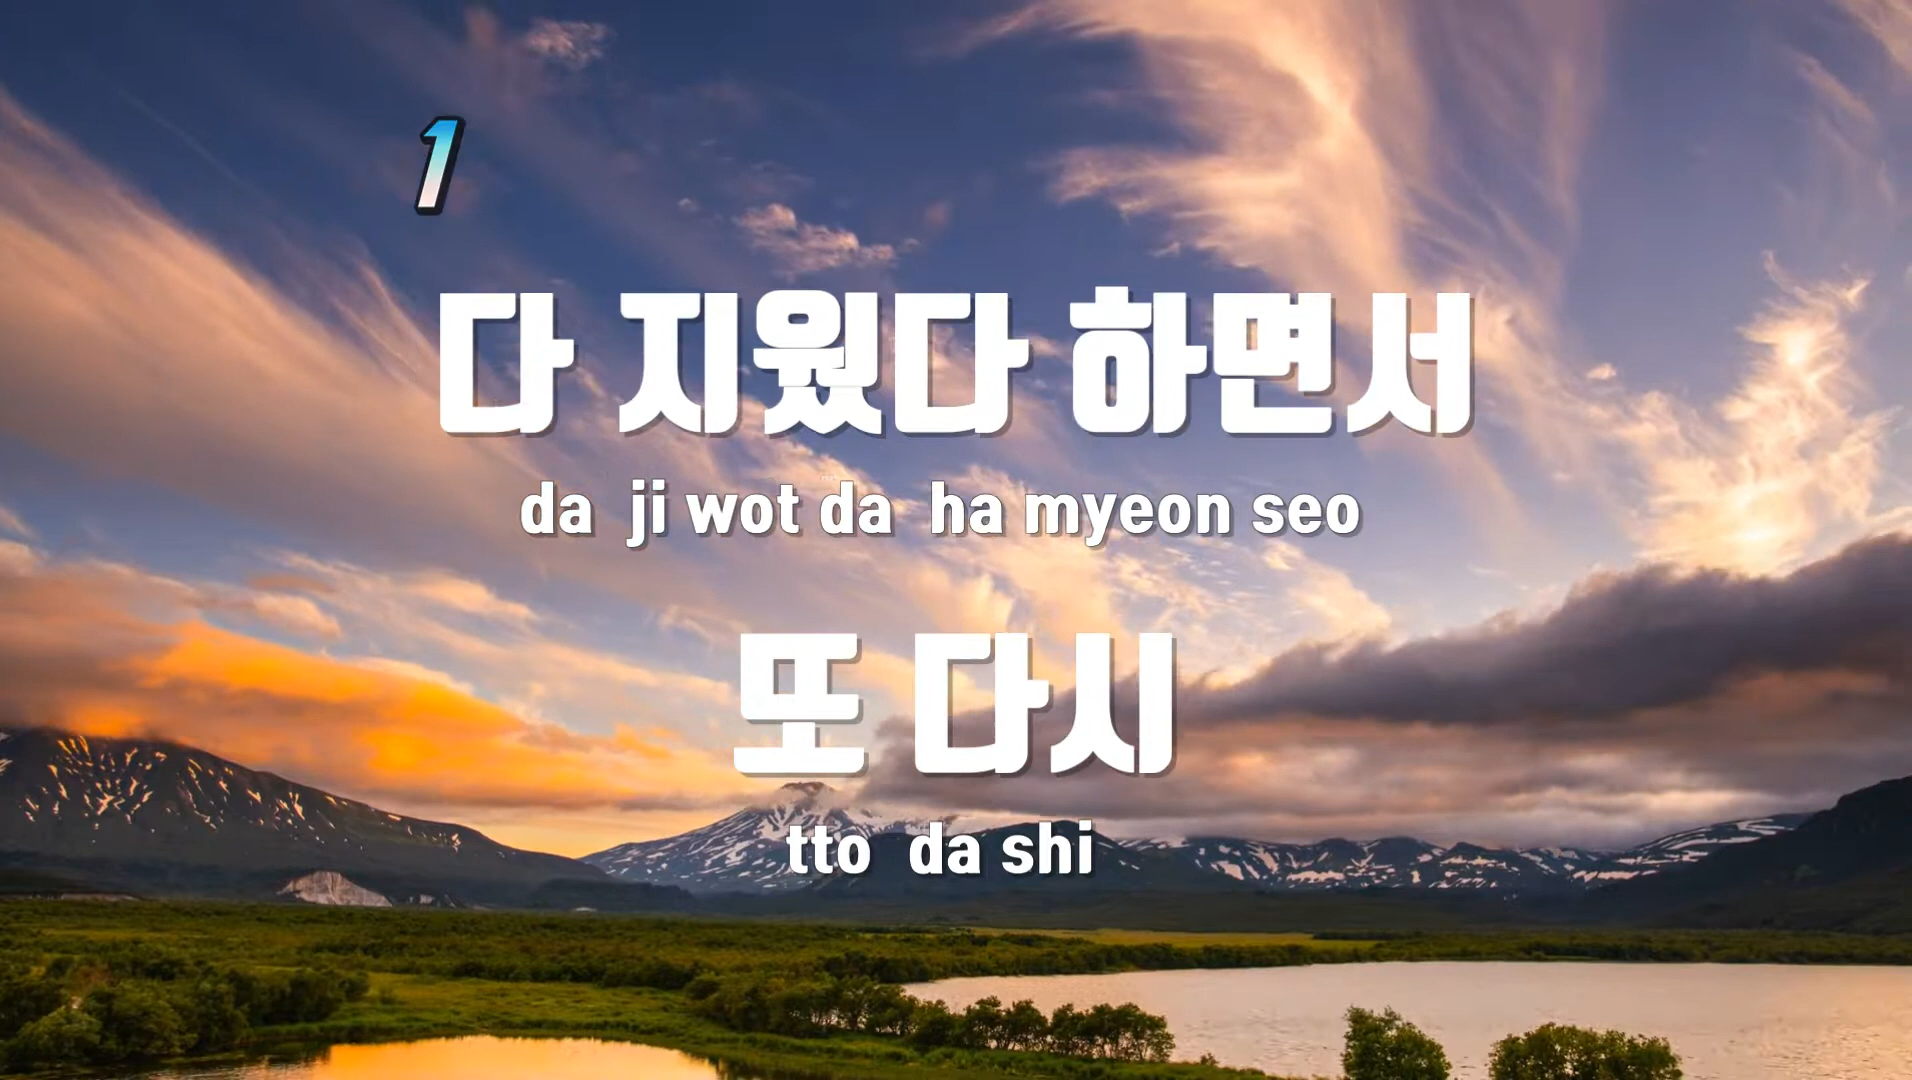 1
다 지웠다 하면서
da ji wot da ha myeon seo
또 다시
tto da shi